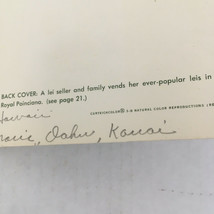 BACK COVER: A lei seller and family vends her ever-popular leis in
Royal Poinciana. (see page 21.)
COPYRIGHT
NATURAL COLOR REPRODUCTIONS
Hawaii
Oahu, Kauai